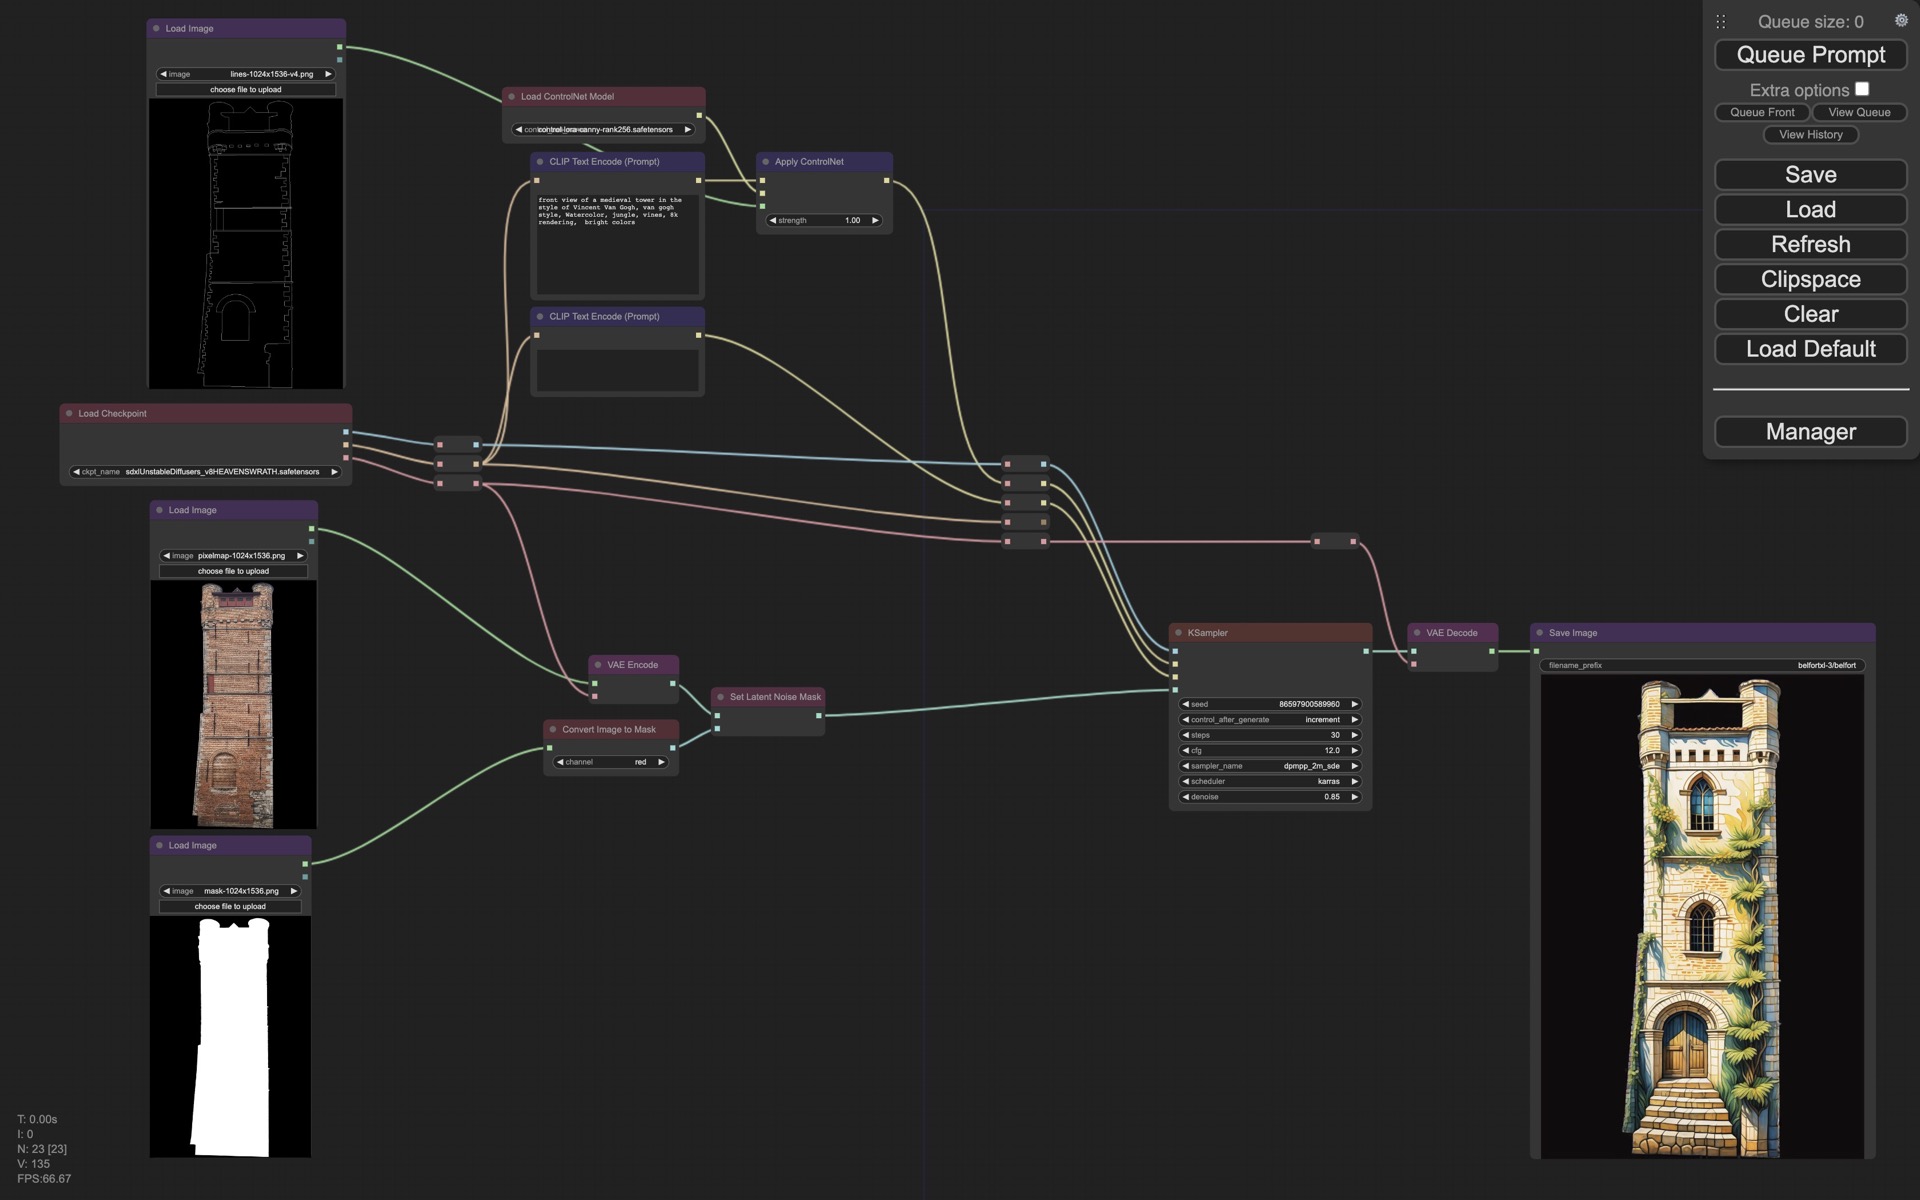 Load Image
image lines-1024x1536-v4.png
choose file to upload
Load ControlNet Model
control-lora-canny-rank256.safetensors
CLIP Text Encode (Prompt)
front view of a medieval tower in the
style of Vincent Van Gogh, van gogh
style, Watercolor, jungle, vines, 8k
rendering,  bright colors
Apply ControlNet
strength 1.00
CLIP Text Encode (Prompt)
Load Checkpoint
ckpt_name sdxlUnstableDiffusers_v8HEAVENSWRATH.safetensors
Load Image
image pixelmap-1024x1536.png
choose file to upload
VAE Encode
Set Latent Noise Mask
Convert Image to Mask
channel red
Load Image
image mask-1024x1536.png
choose file to upload
KSampler
seed 86597900589960
control_after_generate increment
steps 30
cfg 12.0
sampler_name dpmpp_2m_sde
scheduler karras
denoise 0.85
VAE Decode
Save Image
filename_prefix belfortxl-3/belfort
Queue size: 0
Queue Prompt
Extra options
Queue Front View Queue
View History
Save
Load
Refresh
Clipspace
Clear
Load Default
Manager
T: 0.00s
I: 0
N: 23 [23]
V: 135
FPS:66.67